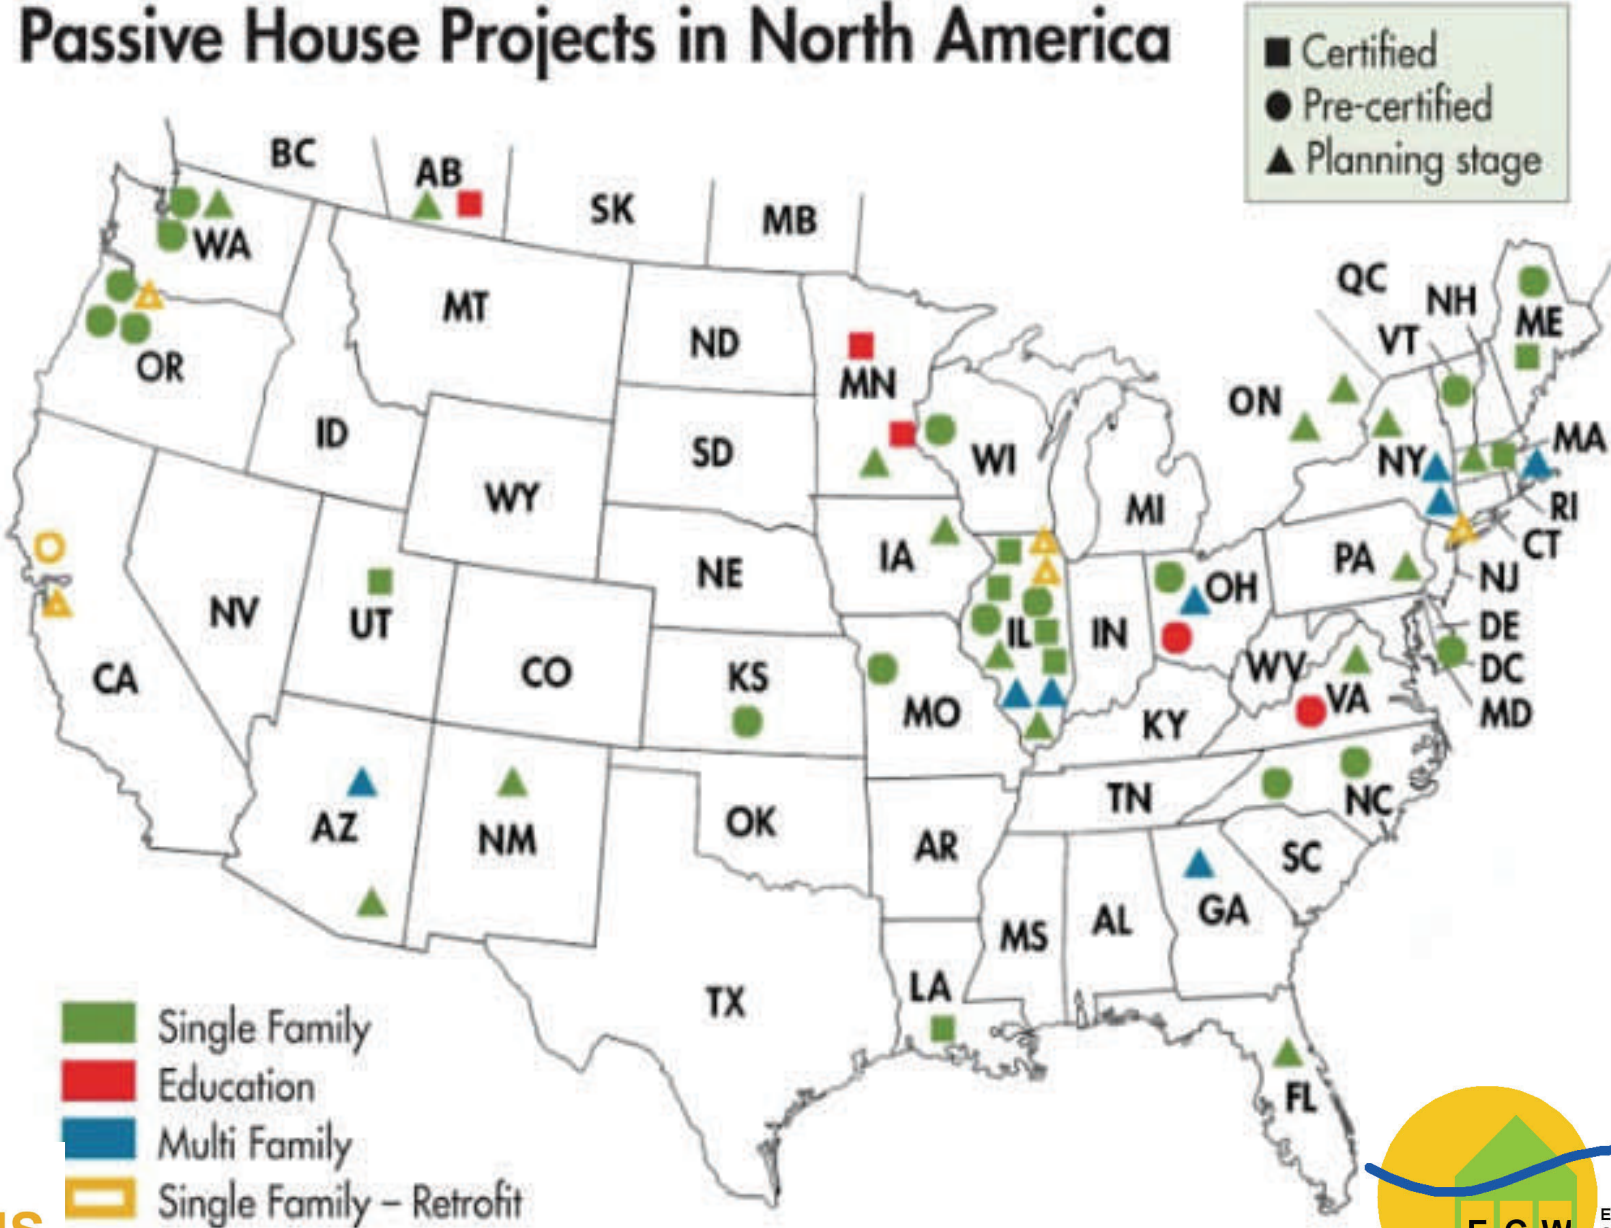 Passive House Projects in North America
Certified
Pre-certified
Planning stage
BC
AB
SK
MB
WA
MT
ND
MN
OR
ID
SD
WI
WY
MI
QC
NH
VT
ME
ON
NY
MA
RI
CT
PA
NJ
IA
NE
NV
UT
CA
CO
KS
MO
IL
IN
OH
WV
VA
KY
DE
DC
MD
AZ
NM
OK
AR
TN
NC
SC
GA
AL
MS
LA
TX
FL
Single Family
Education
Multi Family
Single Family – Retrofit
us
E G W
E